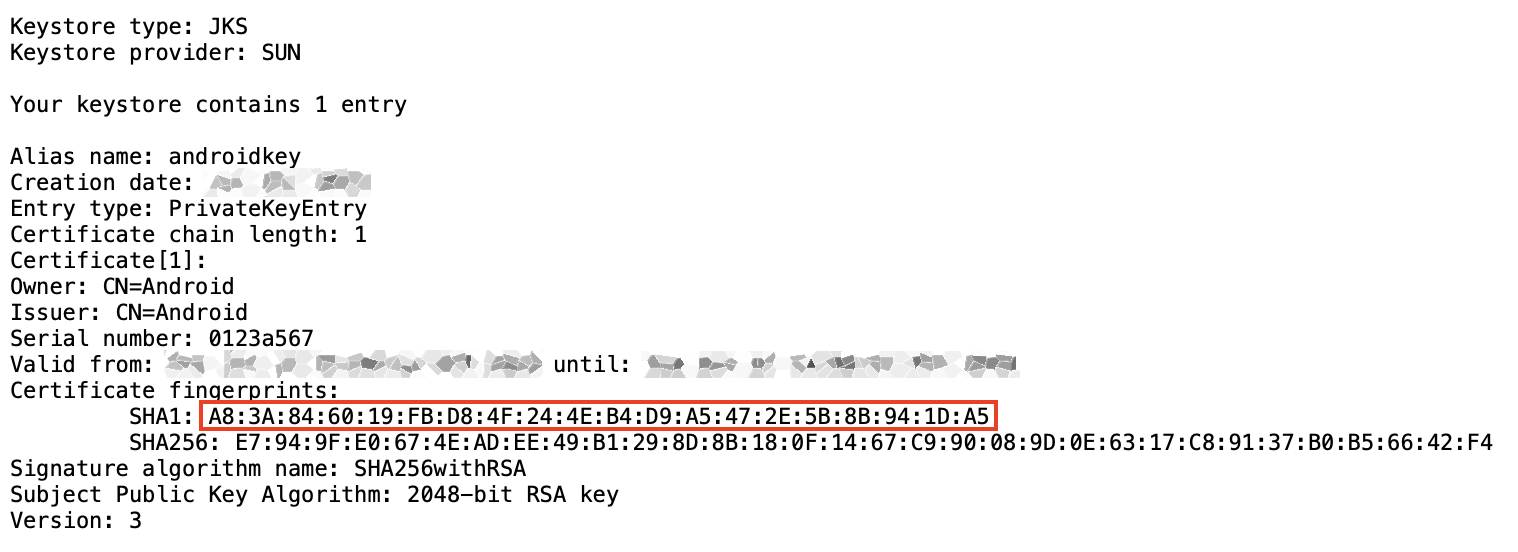 Keystore type: JKS
Keystore provider: SUN
Your keystore contains 1 entry
Alias name: androidkey
Creation date:
Entry type: PrivateKeyEntry
Certificate chain length: 1
Certificate[1]:
Owner: CN=Android
Issuer: CN=Android
Serial number: 0123a567
Valid from: until:
Certificate fingerprints:
SHA1: A8:3A:84:60:19:FB:D8:4F:24:4E:B4:D9:A5:47:2E:5B:8B:94:1D:A5
SHA256: E7:94:9F:E0:67:4E:AD:EE:49:B1:29:8D:8B:18:0F:14:67:C9:90:08:9D:0E:63:17:C8:91:37:B0:B5:66:42:F4
Signature algorithm name: SHA256withRSA
Subject Public Key Algorithm: 2048-bit RSA key
Version: 3